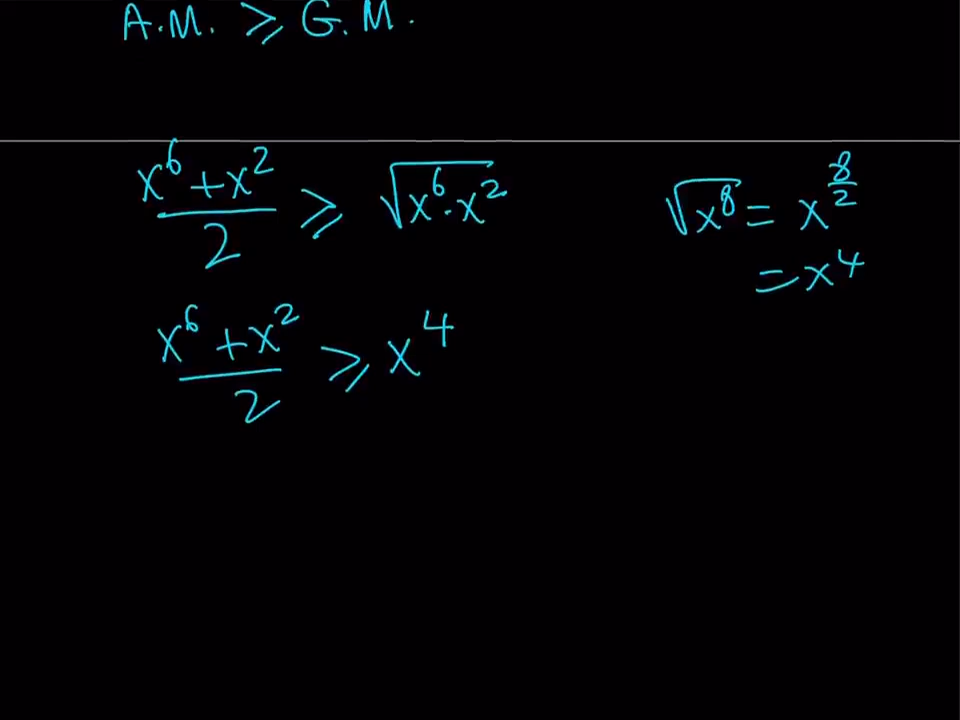 A.M. ⩾ G.M.
x⁶ + x² / 2 ⩾ √(x⁶ · x²)
√x⁸ = x^(8/2)
= x⁴
x⁶ + x² / 2 ⩾ x⁴